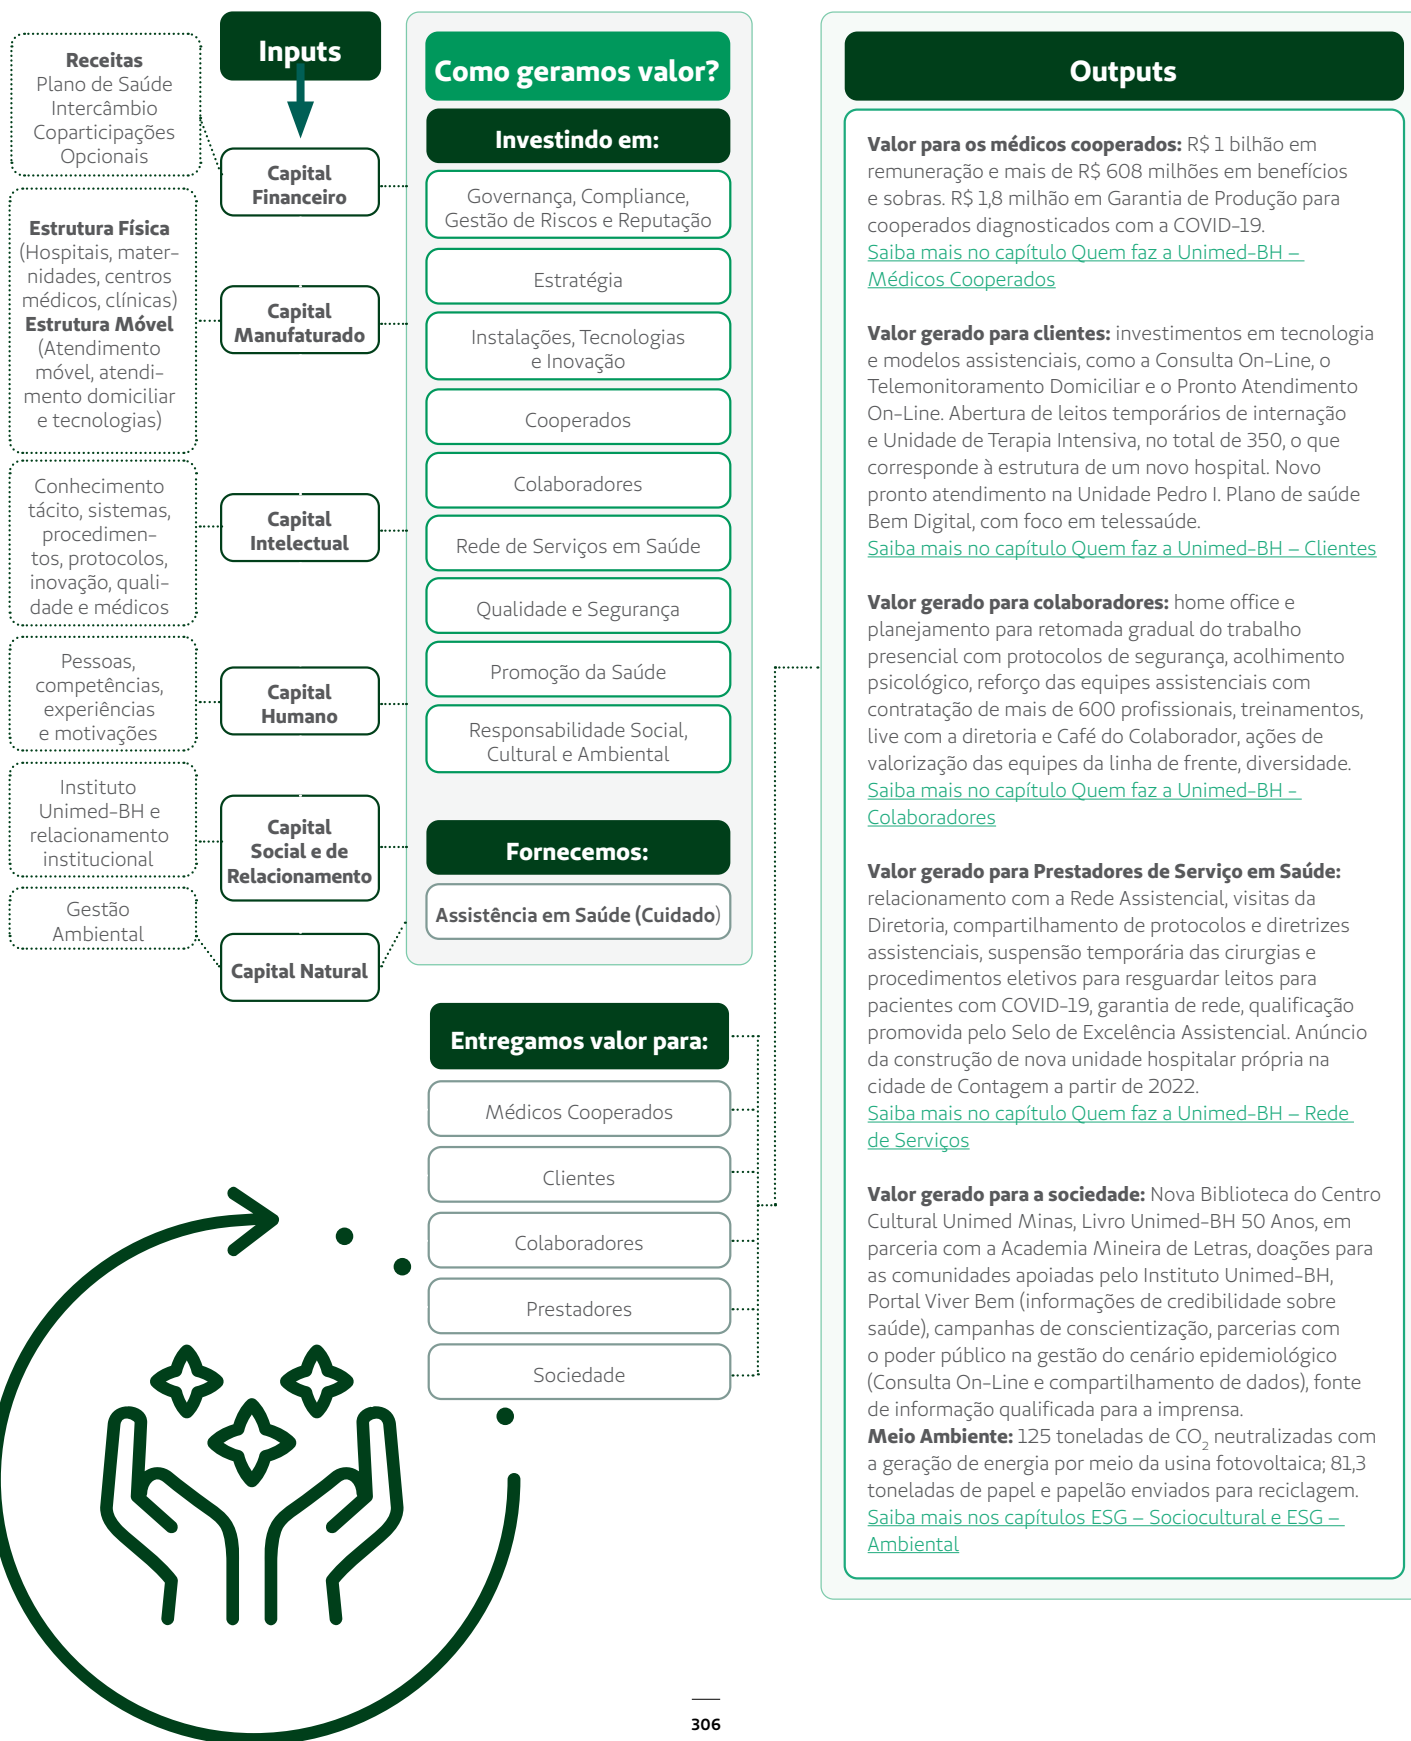 Inputs
Receitas
Plano de Saúde
Intercâmbio
Coparticipações
Opcionais
Capital
Financeiro
Estrutura Física
(Hospitais, mater-
nidades, centros
médicos, clínicas)
Estrutura Móvel
(Atendimento
móvel, atendi-
mento domiciliar
e tecnologias)
Capital
Manufaturado
Conhecimento
tácito, sistemas,
procedimen-
tos, protocolos,
inovação, quali-
dade e médicos
Capital
Intelectual
Pessoas,
competências,
experiências
e motivações
Capital
Humano
Instituto
Unimed-BH e
relacionamento
institucional
Capital
Social e de
Relacionamento
Gestão
Ambiental
Capital Natural
Como geramos valor?
Investindo em:
Governança, Compliance,
Gestão de Riscos e Reputação
Estratégia
Instalações, Tecnologias
e Inovação
Cooperados
Colaboradores
Rede de Serviços em Saúde
Qualidade e Segurança
Promoção da Saúde
Responsabilidade Social,
Cultural e Ambiental
Fornecemos:
Assistência em Saúde (Cuidado)
Entregamos valor para:
Médicos Cooperados
Clientes
Colaboradores
Prestadores
Sociedade
Outputs
Valor para os médicos cooperados: R$ 1 bilhão em
remuneração e mais de R$ 608 milhões em benefícios
e sobras. R$ 1,8 milhão em Garantia de Produção para
cooperados diagnosticados com a COVID-19.
Saiba mais no capítulo Quem faz a Unimed-BH –
Médicos Cooperados
Valor gerado para clientes: investimentos em tecnologia
e modelos assistenciais, como a Consulta On-Line, o
Telemonitoramento Domiciliar e o Pronto Atendimento
On-Line. Abertura de leitos temporários de internação
e Unidade de Terapia Intensiva, no total de 350, o que
corresponde à estrutura de um novo hospital. Novo
pronto atendimento na Unidade Pedro I. Plano de saúde
Bem Digital, com foco em telessaúde.
Saiba mais no capítulo Quem faz a Unimed-BH – Clientes
Valor gerado para colaboradores: home office e
planejamento para retomada gradual do trabalho
presencial com protocolos de segurança, acolhimento
psicológico, reforço das equipes assistenciais com
contratação de mais de 600 profissionais, treinamentos,
live com a diretoria e Café do Colaborador, ações de
valorização das equipes da linha de frente, diversidade.
Saiba mais no capítulo Quem faz a Unimed-BH -
Colaboradores
Valor gerado para Prestadores de Serviço em Saúde:
relacionamento com a Rede Assistencial, visitas da
Diretoria, compartilhamento de protocolos e diretrizes
assistenciais, suspensão temporária das cirurgias e
procedimentos eletivos para resguardar leitos para
pacientes com COVID-19, garantia de rede, qualificação
promovida pelo Selo de Excelência Assistencial. Anúncio
da construção de nova unidade hospitalar própria na
cidade de Contagem a partir de 2022.
Saiba mais no capítulo Quem faz a Unimed-BH – Rede
de Serviços
Valor gerado para a sociedade: Nova Biblioteca do Centro
Cultural Unimed Minas, Livro Unimed-BH 50 Anos, em
parceria com a Academia Mineira de Letras, doações para
as comunidades apoiadas pelo Instituto Unimed-BH,
Portal Viver Bem (informações de credibilidade sobre
saúde), campanhas de conscientização, parcerias com
o poder público na gestão do cenário epidemiológico
(Consulta On-Line e compartilhamento de dados), fonte
de informação qualificada para a imprensa.
Meio Ambiente: 125 toneladas de CO₂ neutralizadas com
a geração de energia por meio da usina fotovoltaica; 81,3
toneladas de papel e papelão enviados para reciclagem.
Saiba mais nos capítulos ESG – Sociocultural e ESG –
Ambiental
306